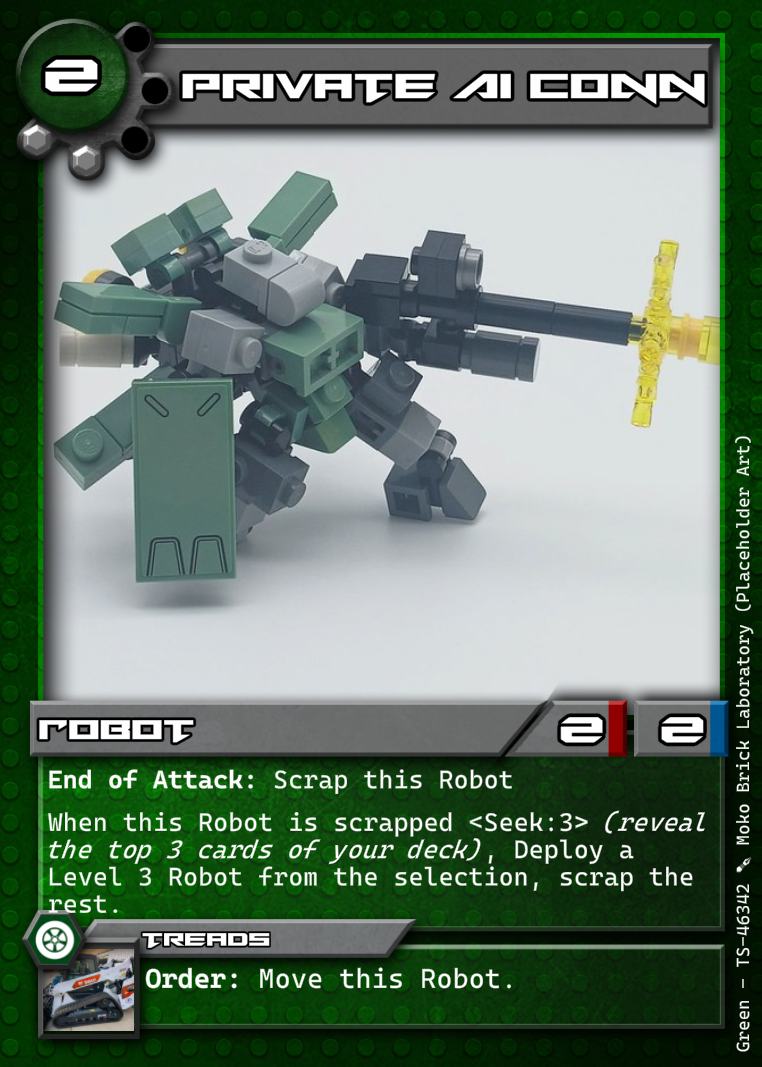 2
PRIVATE AI CONN
ROBOT
2 2
End of Attack: Scrap this Robot
When this Robot is scrapped <Seek:3> (reveal
the top 3 cards of your deck), Deploy a
Level 3 Robot from the selection, scrap the
rest.
TREADS
Order: Move this Robot.
Green – TS-46342 ✒ Moko Brick Laboratory (Placeholder Art)